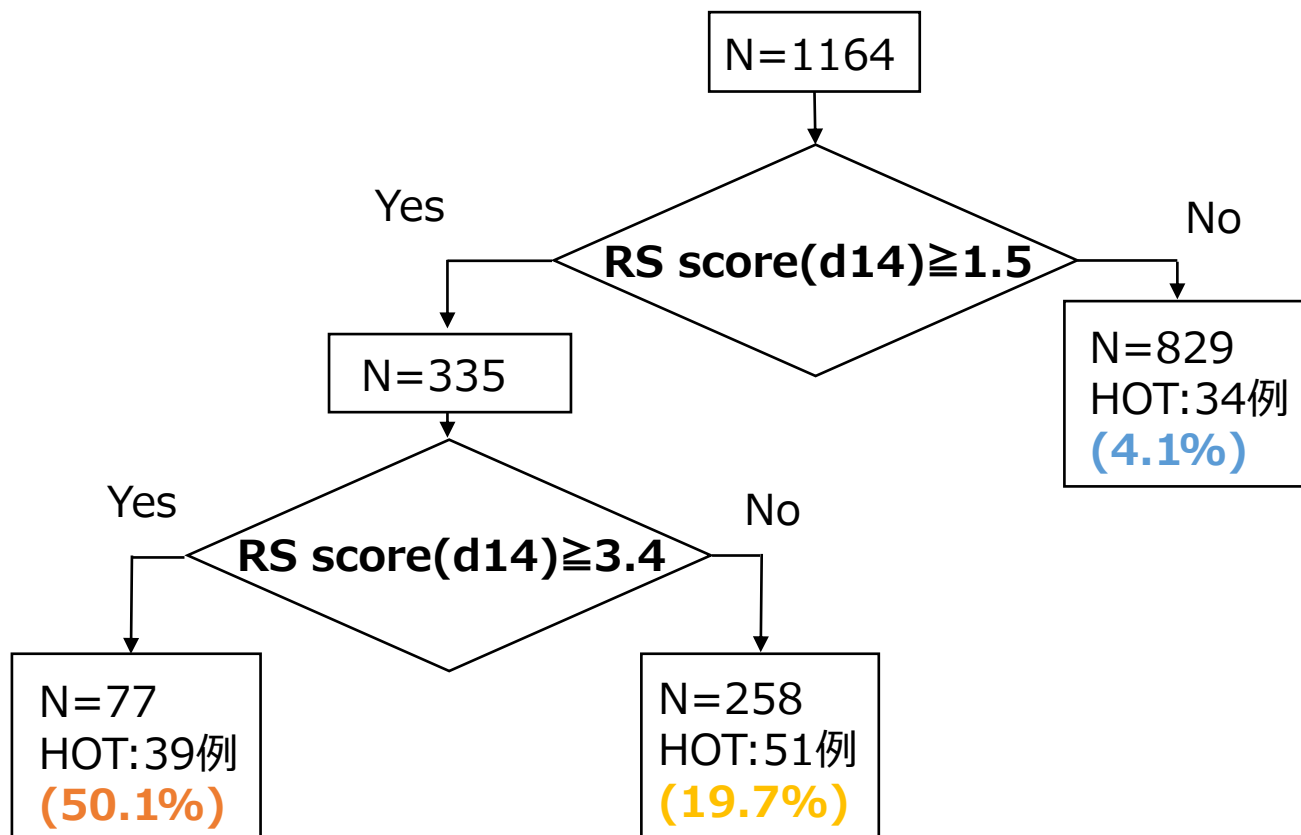 N=1164
Yes
No
RS score(d14)≧1.5
N=829
HOT:34例
(4.1%)
N=335
Yes
No
RS score(d14)≧3.4
N=77
HOT:39例
(50.1%)
N=258
HOT:51例
(19.7%)